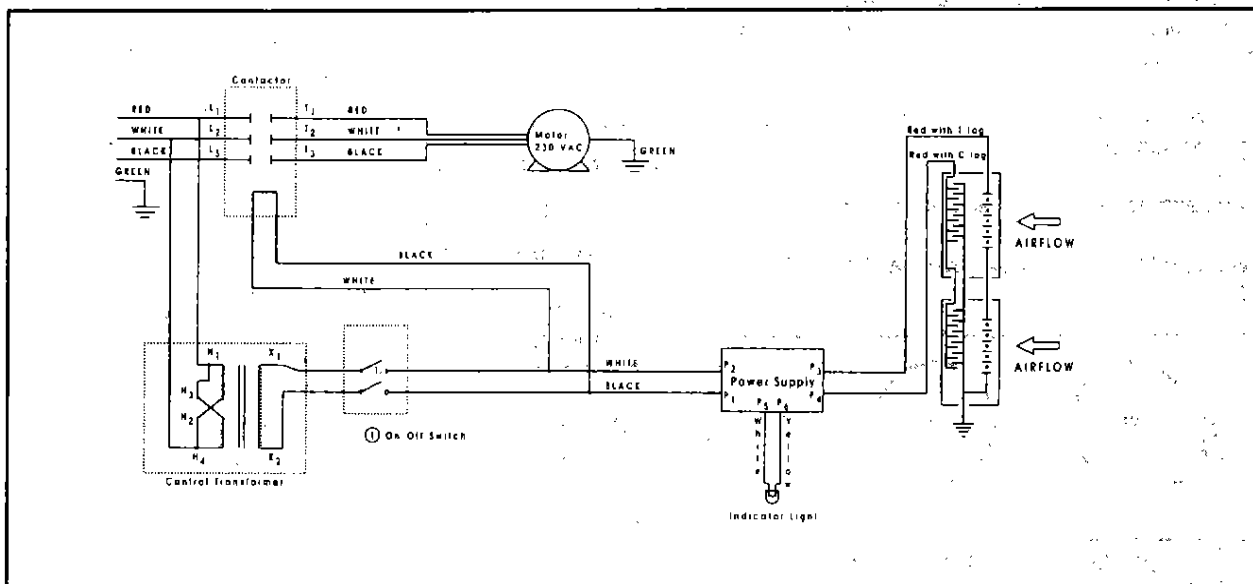 Contactor
RED L1 T1 RED
WHITE L2 T2 WHITE
BLACK L3 T3 BLACK
GREEN
Motor
230 VAC
GREEN
Red with I tag
Red with C tag
AIRFLOW
AIRFLOW
BLACK
WHITE
H1 X1
H3
H2
H4 X2
Control Transformer
1
1 On Off Switch
WHITE
BLACK
P2 P3
Power Supply
P1 P5 P6 P4
White
Yellow
Indicator Light